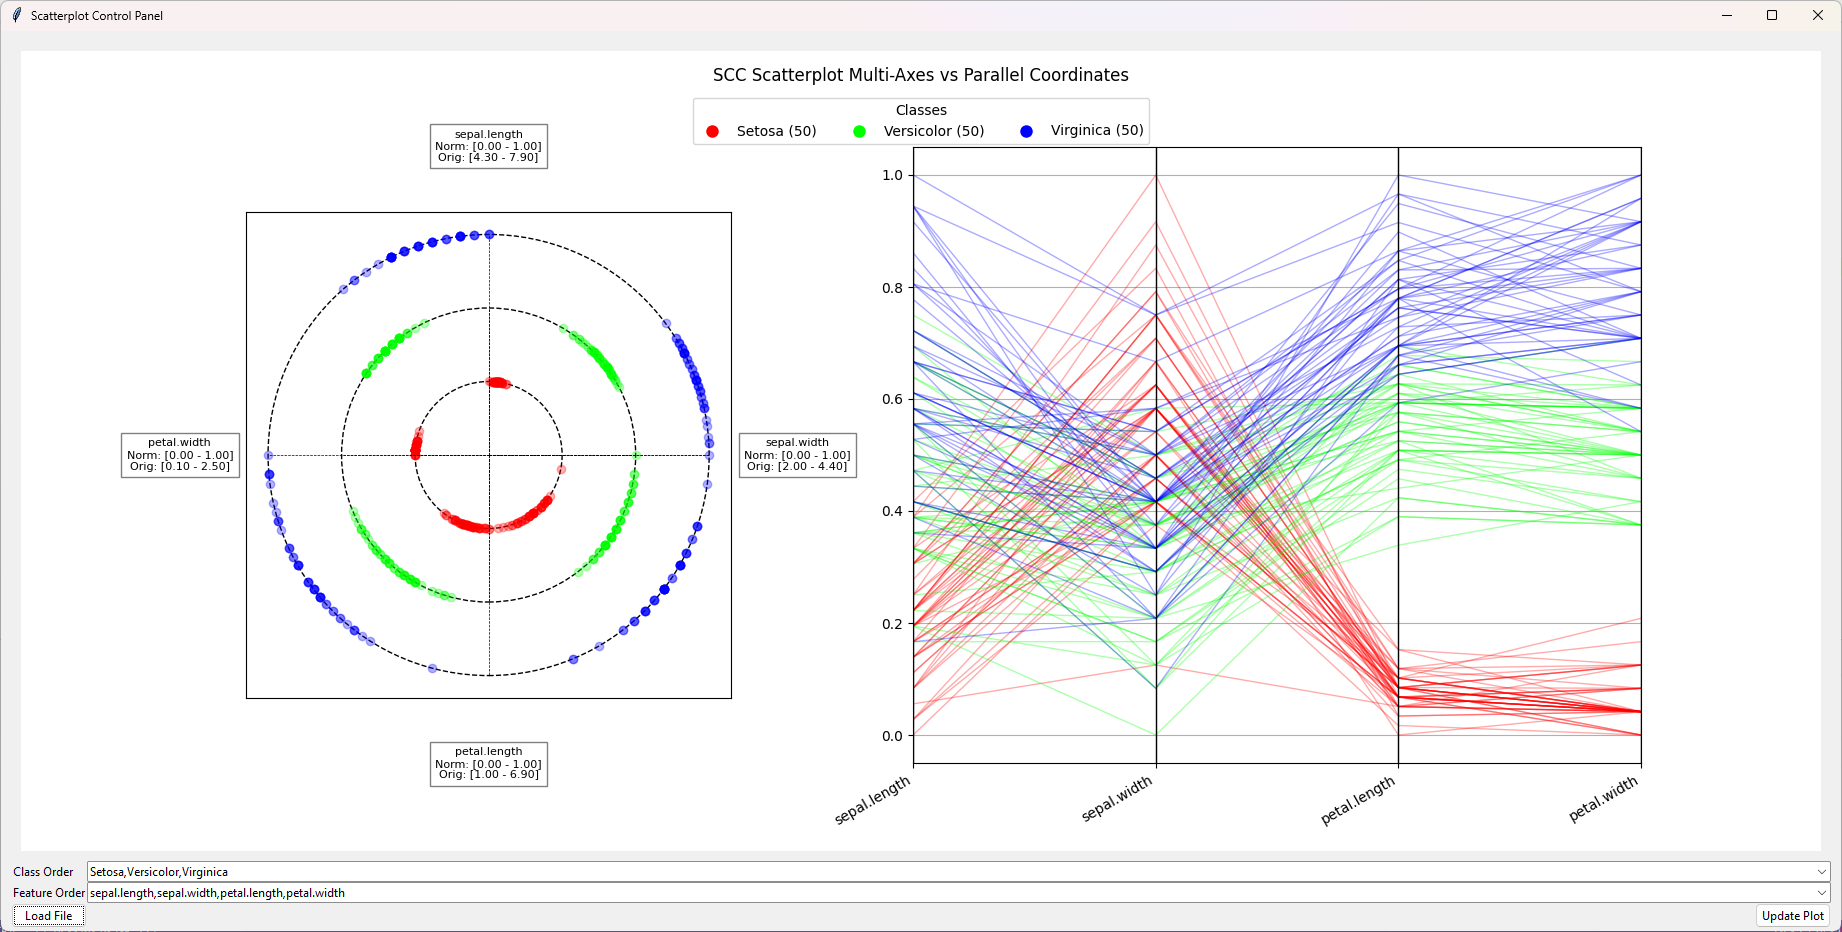 Scatterplot Control Panel
SCC Scatterplot Multi-Axes vs Parallel Coordinates
Classes
Setosa (50) Versicolor (50) Virginica (50)
sepal.length
Norm: [0.00 - 1.00]
Orig: [4.30 - 7.90]
petal.width
Norm: [0.00 - 1.00]
Orig: [0.10 - 2.50]
sepal.width
Norm: [0.00 - 1.00]
Orig: [2.00 - 4.40]
petal.length
Norm: [0.00 - 1.00]
Orig: [1.00 - 6.90]
1.0
0.8
0.6
0.4
0.2
0.0
sepal.length
sepal.width
petal.length
petal.width
Class Order Setosa,Versicolor,Virginica
Feature Order sepal.length,sepal.width,petal.length,petal.width
Load File Update Plot